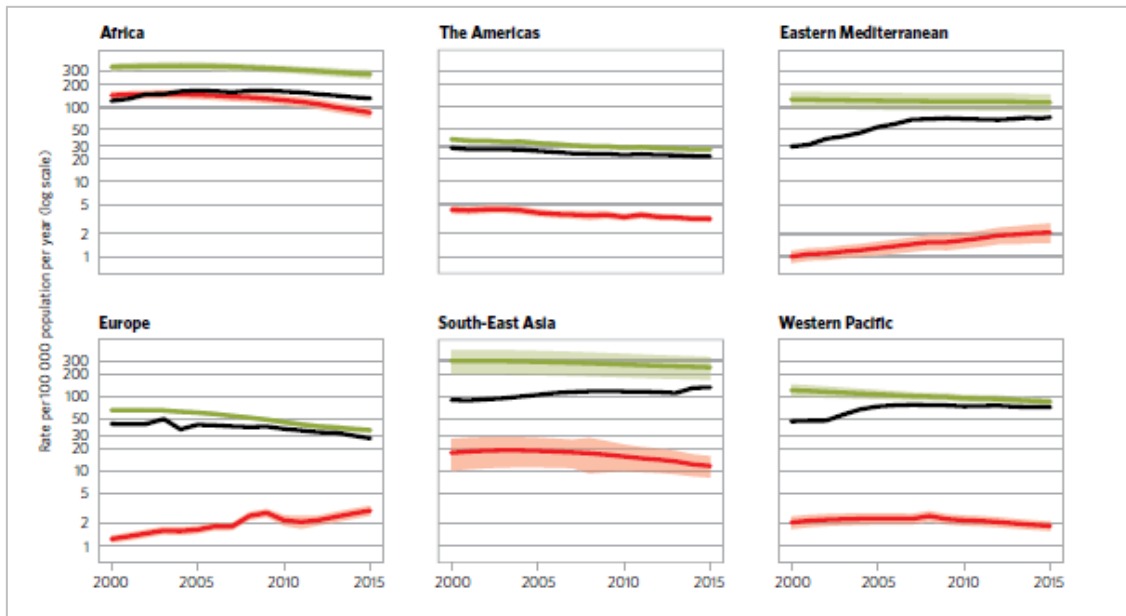 Africa
The Americas
Eastern Mediterranean
Rate per 100 000 population per year (log scale)
300
200
100
50
30
20
10
5
2
1
Europe
South-East Asia
Western Pacific
300
200
100
50
30
20
10
5
2
1
2000 2005 2010 2015
2000 2005 2010 2015
2000 2005 2010 2015